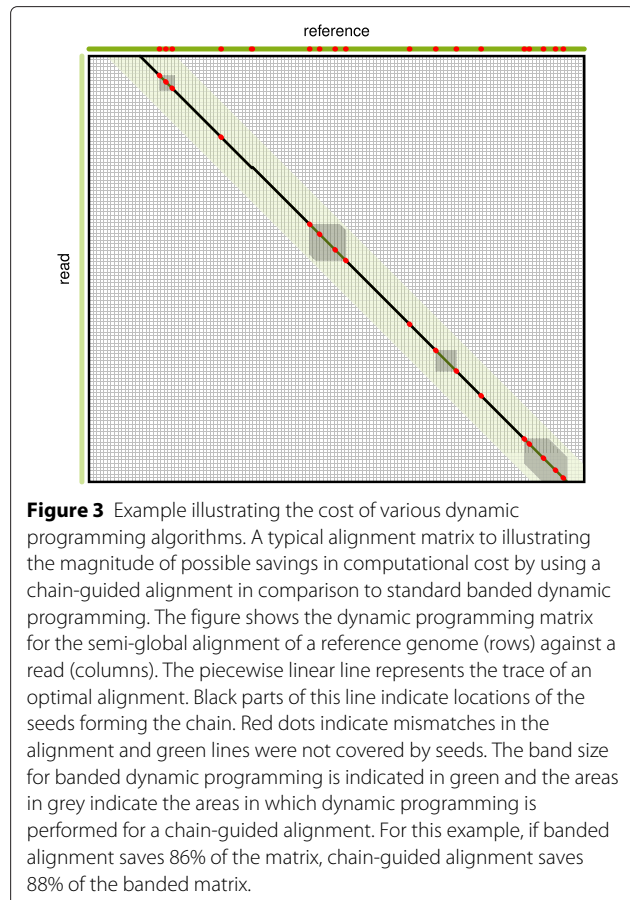 reference
read
Figure 3 Example illustrating the cost of various dynamic
programming algorithms. A typical alignment matrix to illustrating
the magnitude of possible savings in computational cost by using a
chain-guided alignment in comparison to standard banded dynamic
programming. The figure shows the dynamic programming matrix
for the semi-global alignment of a reference genome (rows) against a
read (columns). The piecewise linear line represents the trace of an
optimal alignment. Black parts of this line indicate locations of the
seeds forming the chain. Red dots indicate mismatches in the
alignment and green lines were not covered by seeds. The band size
for banded dynamic programming is indicated in green and the areas
in grey indicate the areas in which dynamic programming is
performed for a chain-guided alignment. For this example, if banded
alignment saves 86% of the matrix, chain-guided alignment saves
88% of the banded matrix.